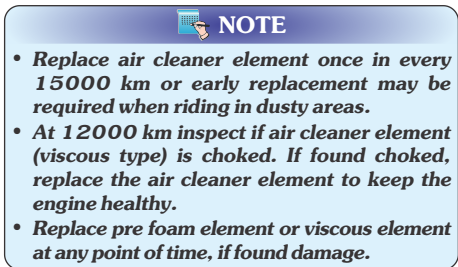 NOTE
• Replace air cleaner element once in every
15000 km or early replacement may be
required when riding in dusty areas.
• At 12000 km inspect if air cleaner element
(viscous type) is choked. If found choked,
replace the air cleaner element to keep the
engine healthy.
• Replace pre foam element or viscous element
at any point of time, if found damage.